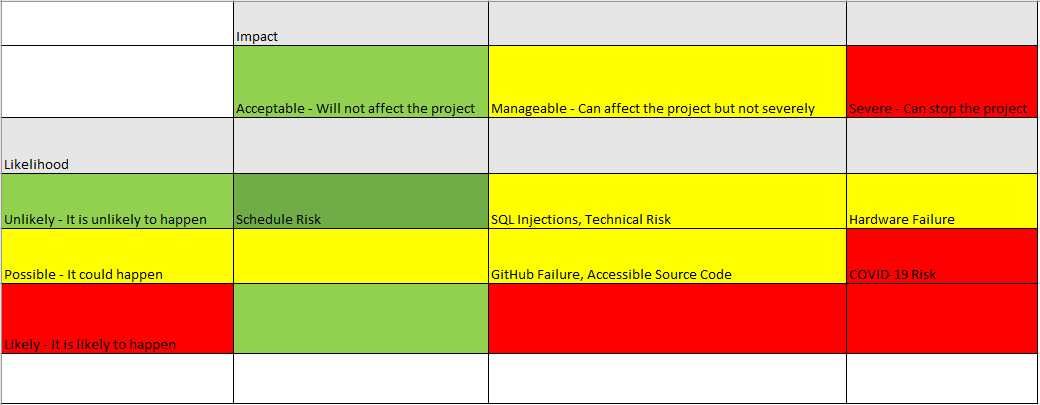 Impact
Acceptable - Will not affect the project
Manageable - Can affect the project but not severely
Severe - Can stop the project
Likelihood
Unlikely - It is unlikely to happen
Schedule Risk
SQL Injections, Technical Risk
Hardware Failure
Possible - It could happen
GitHub Failure, Accessible Source Code
COVID-19 Risk
Likely - It is likely to happen